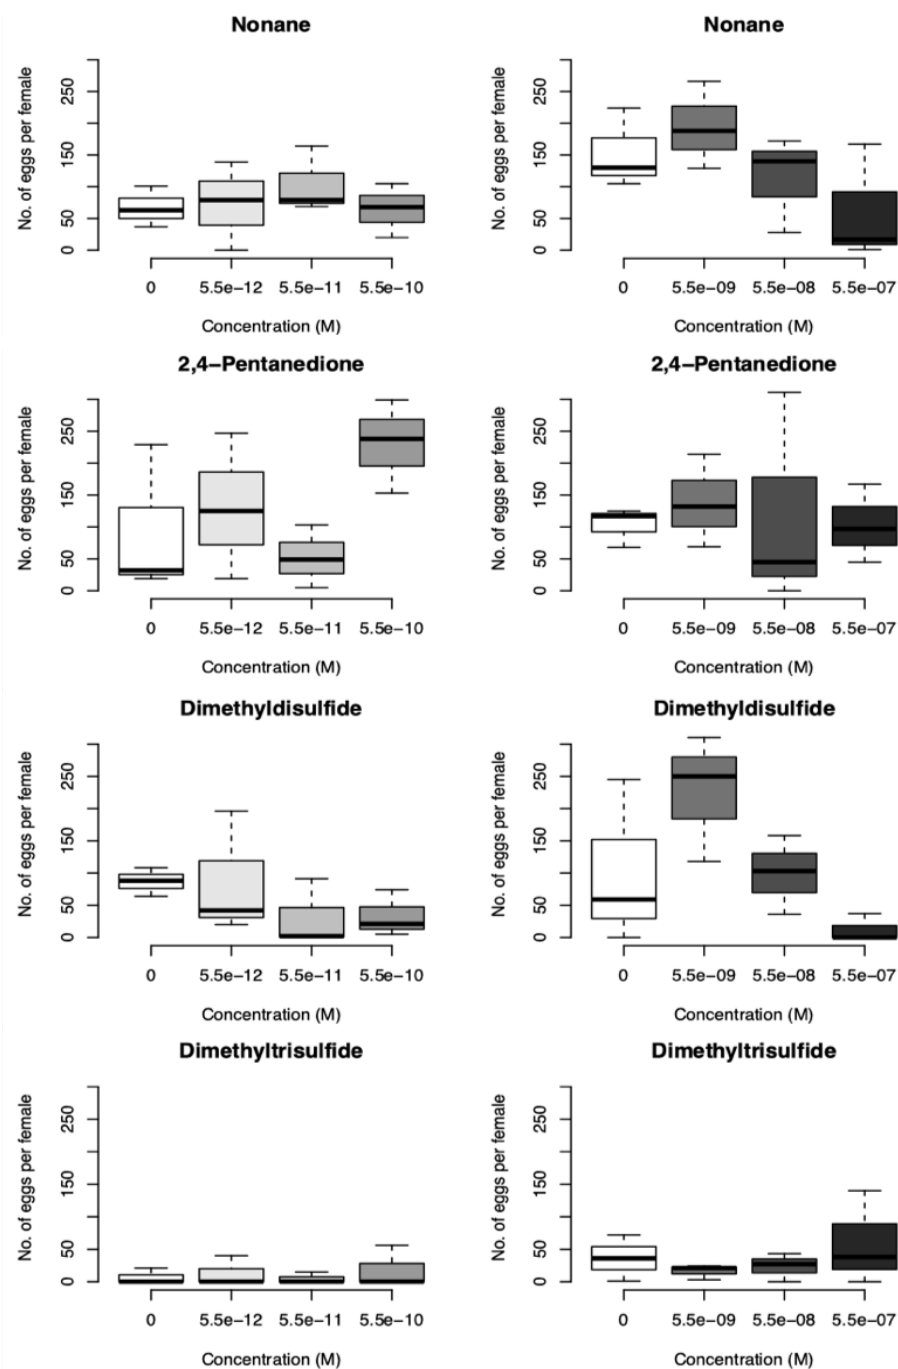 Nonane
No. of eggs per female
250
150
50
0
0 5.5e−12 5.5e−11 5.5e−10
Concentration (M)
Nonane
No. of eggs per female
250
150
50
0
0 5.5e−09 5.5e−08 5.5e−07
Concentration (M)
2,4−Pentanedione
No. of eggs per female
250
150
50
0
0 5.5e−12 5.5e−11 5.5e−10
Concentration (M)
2,4−Pentanedione
No. of eggs per female
250
150
50
0
0 5.5e−09 5.5e−08 5.5e−07
Concentration (M)
Dimethyldisulfide
No. of eggs per female
250
150
50
0
0 5.5e−12 5.5e−11 5.5e−10
Concentration (M)
Dimethyldisulfide
No. of eggs per female
250
150
50
0
0 5.5e−09 5.5e−08 5.5e−07
Concentration (M)
Dimethyltrisulfide
No. of eggs per female
250
150
50
0
0 5.5e−12 5.5e−11 5.5e−10
Concentration (M)
Dimethyltrisulfide
No. of eggs per female
250
150
50
0
0 5.5e−09 5.5e−08 5.5e−07
Concentration (M)